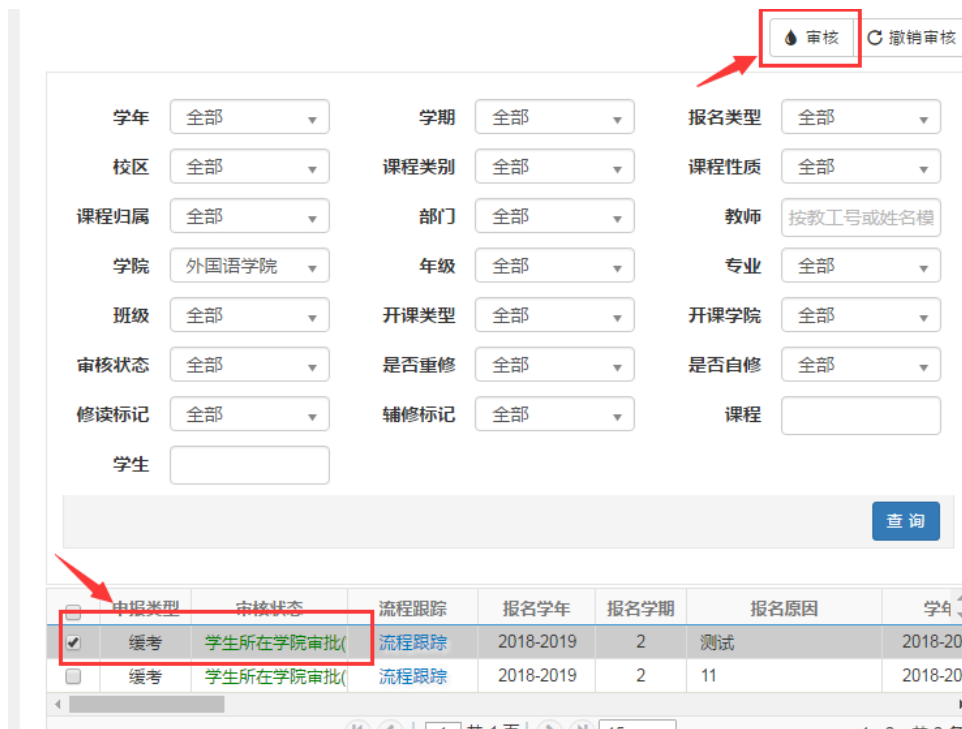 审核 撤销审核
学年 全部 学期 全部 报名类型 全部
校区 全部 课程类别 全部 课程性质 全部
课程归属 全部 部门 全部 教师 按教工号或姓名模
学院 外国语学院 年级 全部 专业 全部
班级 全部 开课类型 全部 开课学院 全部
审核状态 全部 是否重修 全部 是否自修 全部
修读标记 全部 辅修标记 全部 课程
学生
查 询
申报类型 审核状态 流程跟踪 报名学年 报名学期 报名原因 学年
缓考 学生所在学院审批( 流程跟踪 2018-2019 2 测试 2018-20
缓考 学生所在学院审批( 流程跟踪 2018-2019 2 11 2018-20